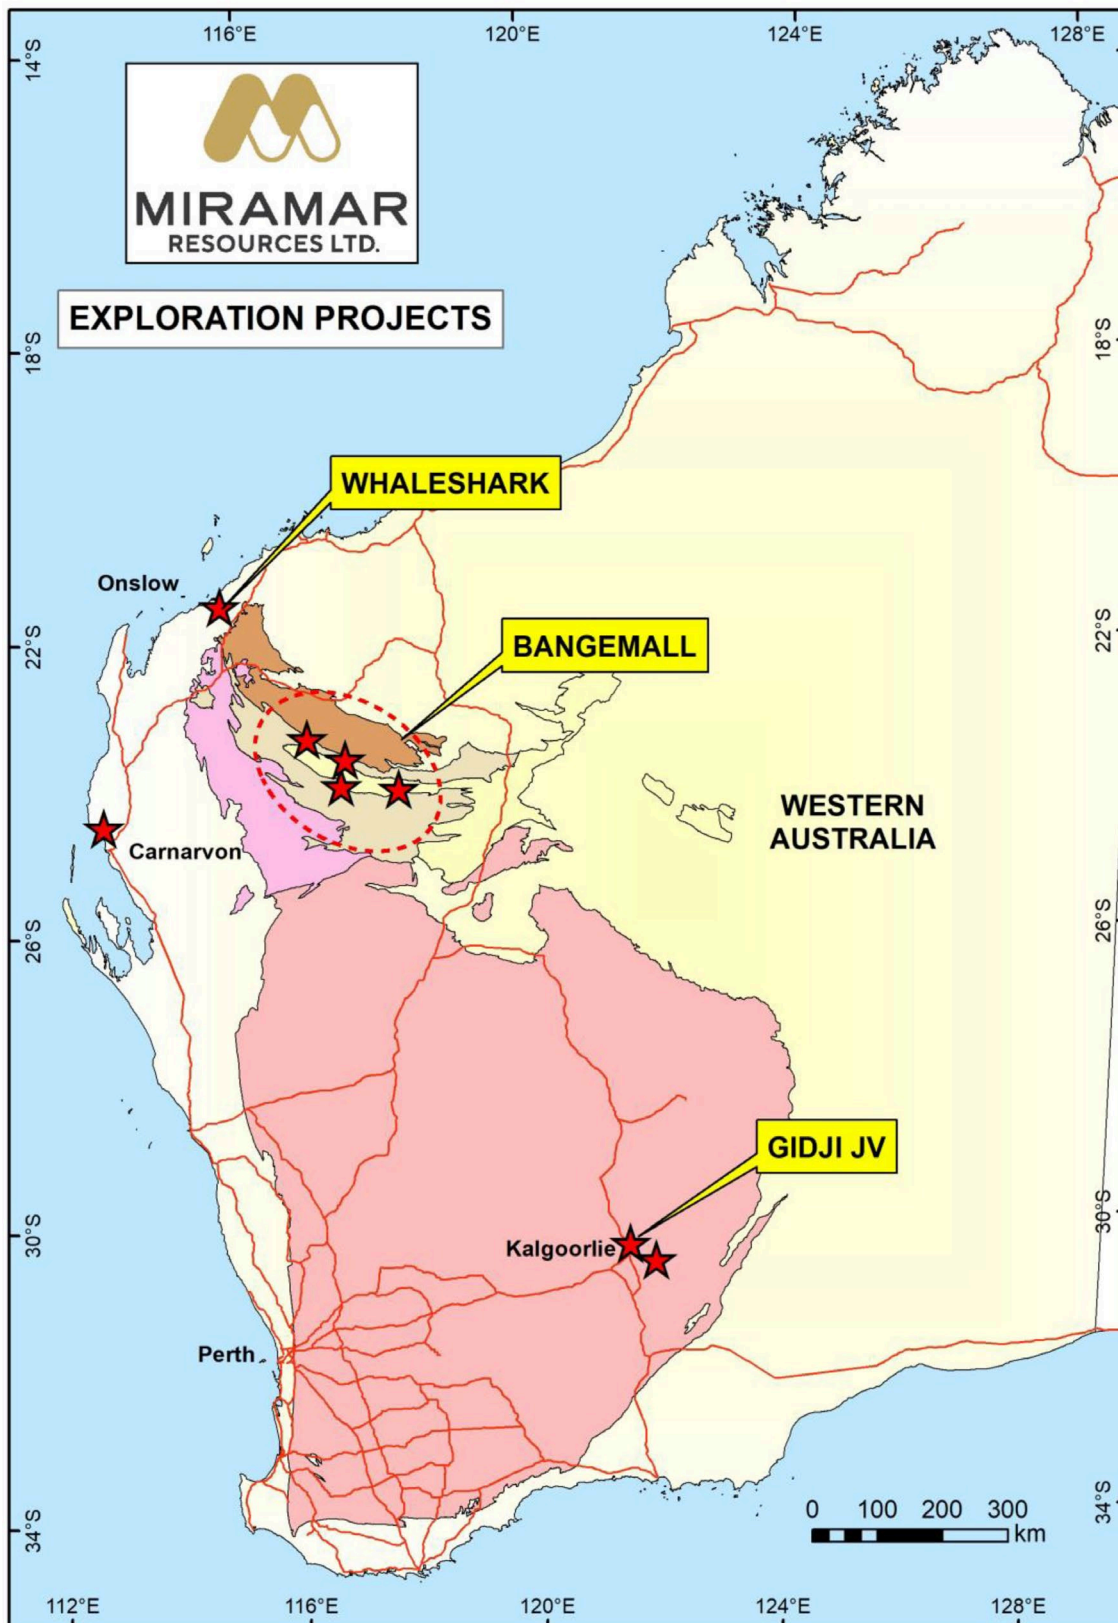 116°E 120°E 124°E 128°E
14°S
MIRAMAR
RESOURCES LTD.
EXPLORATION PROJECTS
18°S 18°S
WHALESHARK
Onslow
22°S 22°S
BANGEMALL
WESTERN
AUSTRALIA
Carnarvon
26°S 26°S
GIDJI JV
30°S 30°S
Kalgoorlie
Perth
34°S 34°S
0 100 200 300
km
112°E 116°E 120°E 124°E 128°E